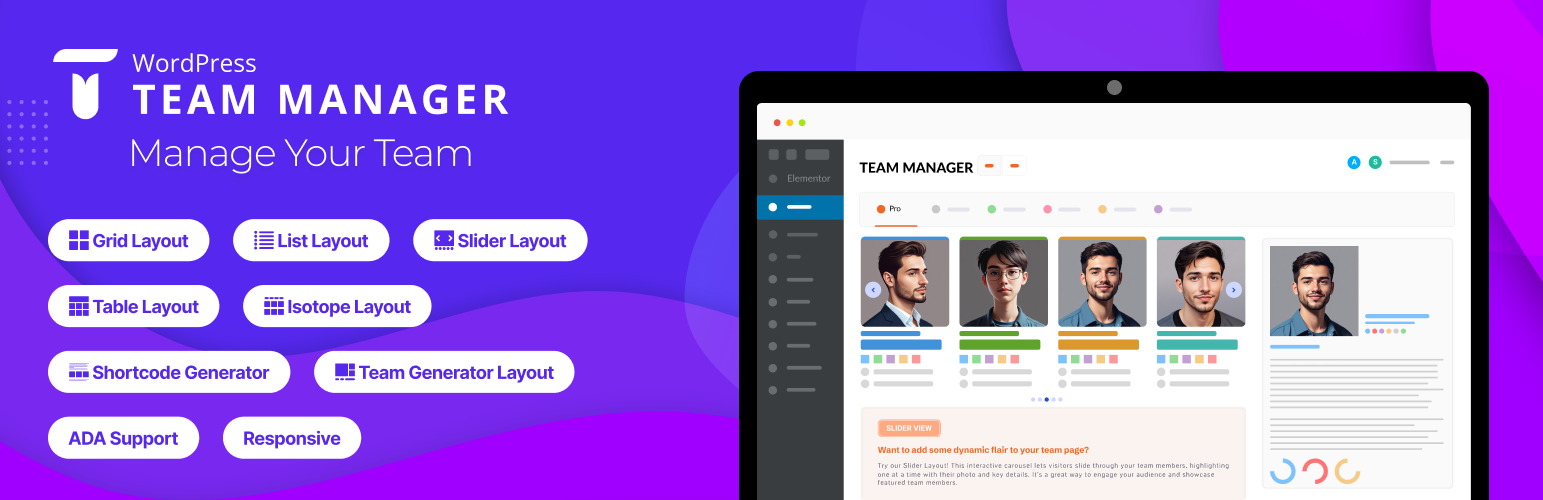 WordPress
TEAM MANAGER
Manage Your Team
Grid Layout
List Layout
Slider Layout
Table Layout
Isotope Layout
Shortcode Generator
Team Generator Layout
ADA Support
Responsive
Elementor
TEAM MANAGER
A
S
Pro
SLIDER VIEW
Want to add some dynamic flair to your team page?
Try our Slider Layout! This interactive carousel lets visitors slide through your team members, highlighting
one at a time with their photo and key details. It's a great way to engage your audience and showcase
featured team members.